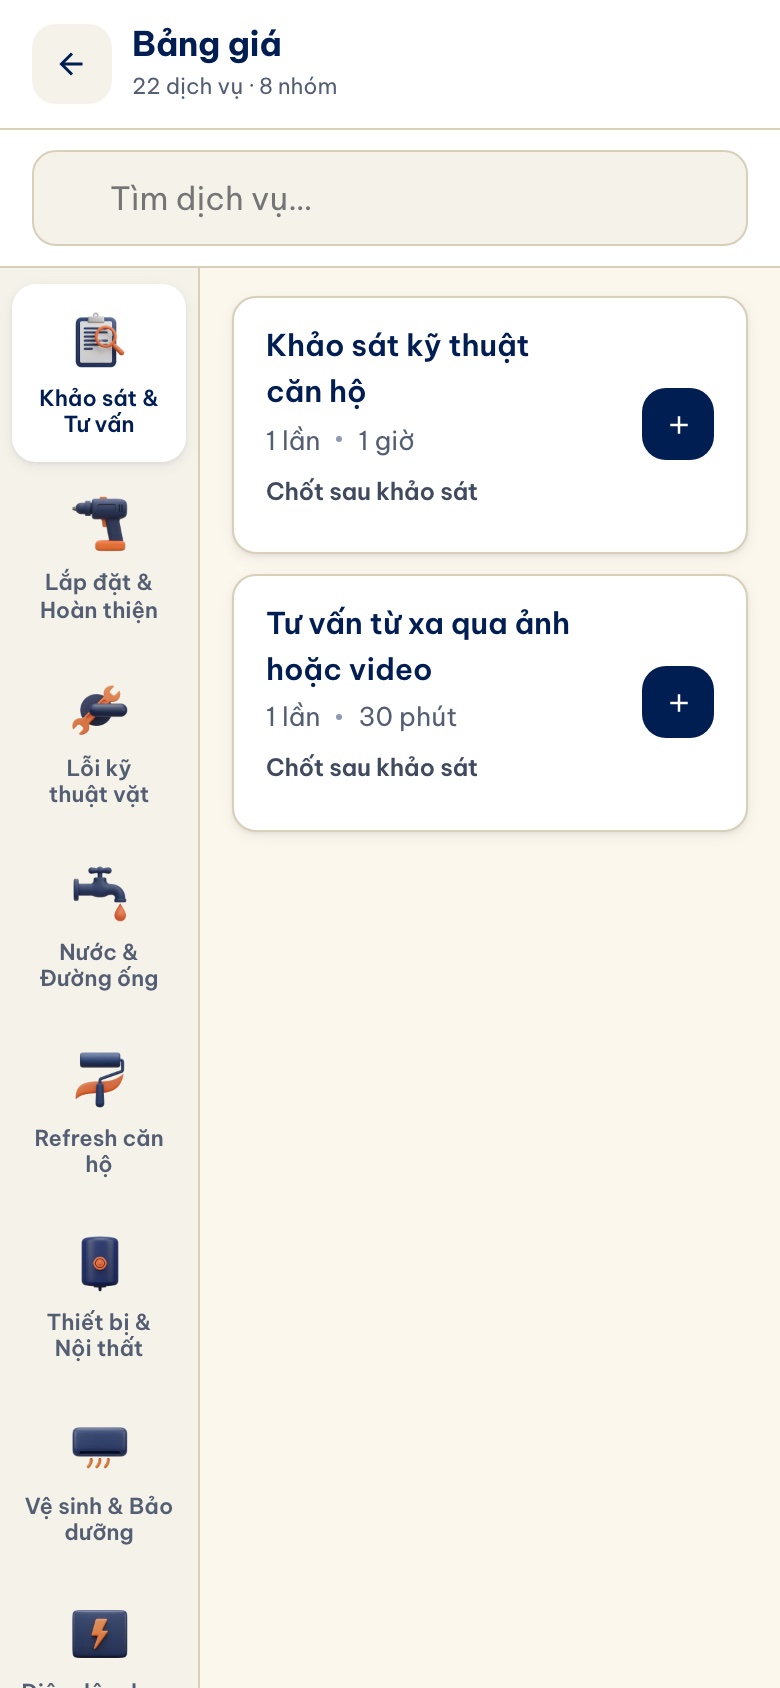 Bảng giá
22 dịch vụ · 8 nhóm
Tìm dịch vụ...
Khảo sát &
Tư vấn
Lắp đặt &
Hoàn thiện
Lỗi kỹ
thuật vặt
Nước &
Đường ống
Refresh căn
hộ
Thiết bị &
Nội thất
Vệ sinh & Bảo
dưỡng
Khảo sát kỹ thuật
căn hộ
1 lần • 1 giờ
Chốt sau khảo sát
+
Tư vấn từ xa qua ảnh
hoặc video
1 lần • 30 phút
Chốt sau khảo sát
+